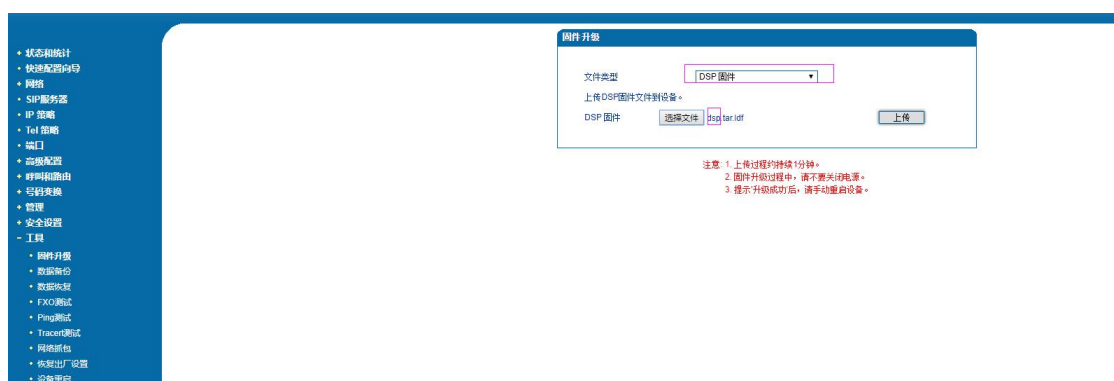 固件升级
文件类型 DSP 固件
上传DSP固件文件到设备。
DSP 固件 选择文件 dsp.tar.ldf 上传
注意: 1. 上传过程约持续1分钟。
2. 固件升级过程中，请不要关闭电源。
3. 提示'升级成功'后，请手动重启设备。
+ 状态和统计
• 快速配置向导
+ 网络
• SIP服务器
• IP 策略
• Tel 策略
• 端口
+ 高级配置
+ 呼叫和路由
+ 号码变换
+ 管理
+ 安全设置
- 工具
• 固件升级
• 数据备份
• 数据恢复
• FXO测试
• Ping测试
• Tracert测试
• 网络抓包
• 恢复出厂设置
• 设备重启